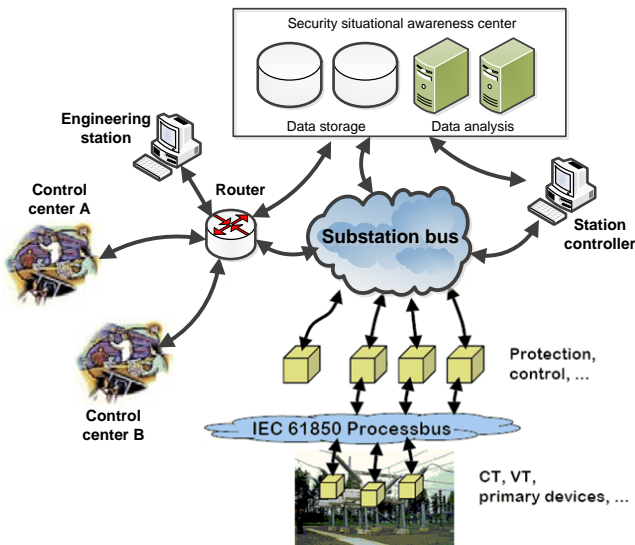 Security situational awareness center
Data storage
Data analysis
Engineering
station
Router
Control
center A
Substation bus
Station
controller
Control
center B
Protection,
control, ...
IEC 61850 Processbus
CT, VT,
primary devices, ...